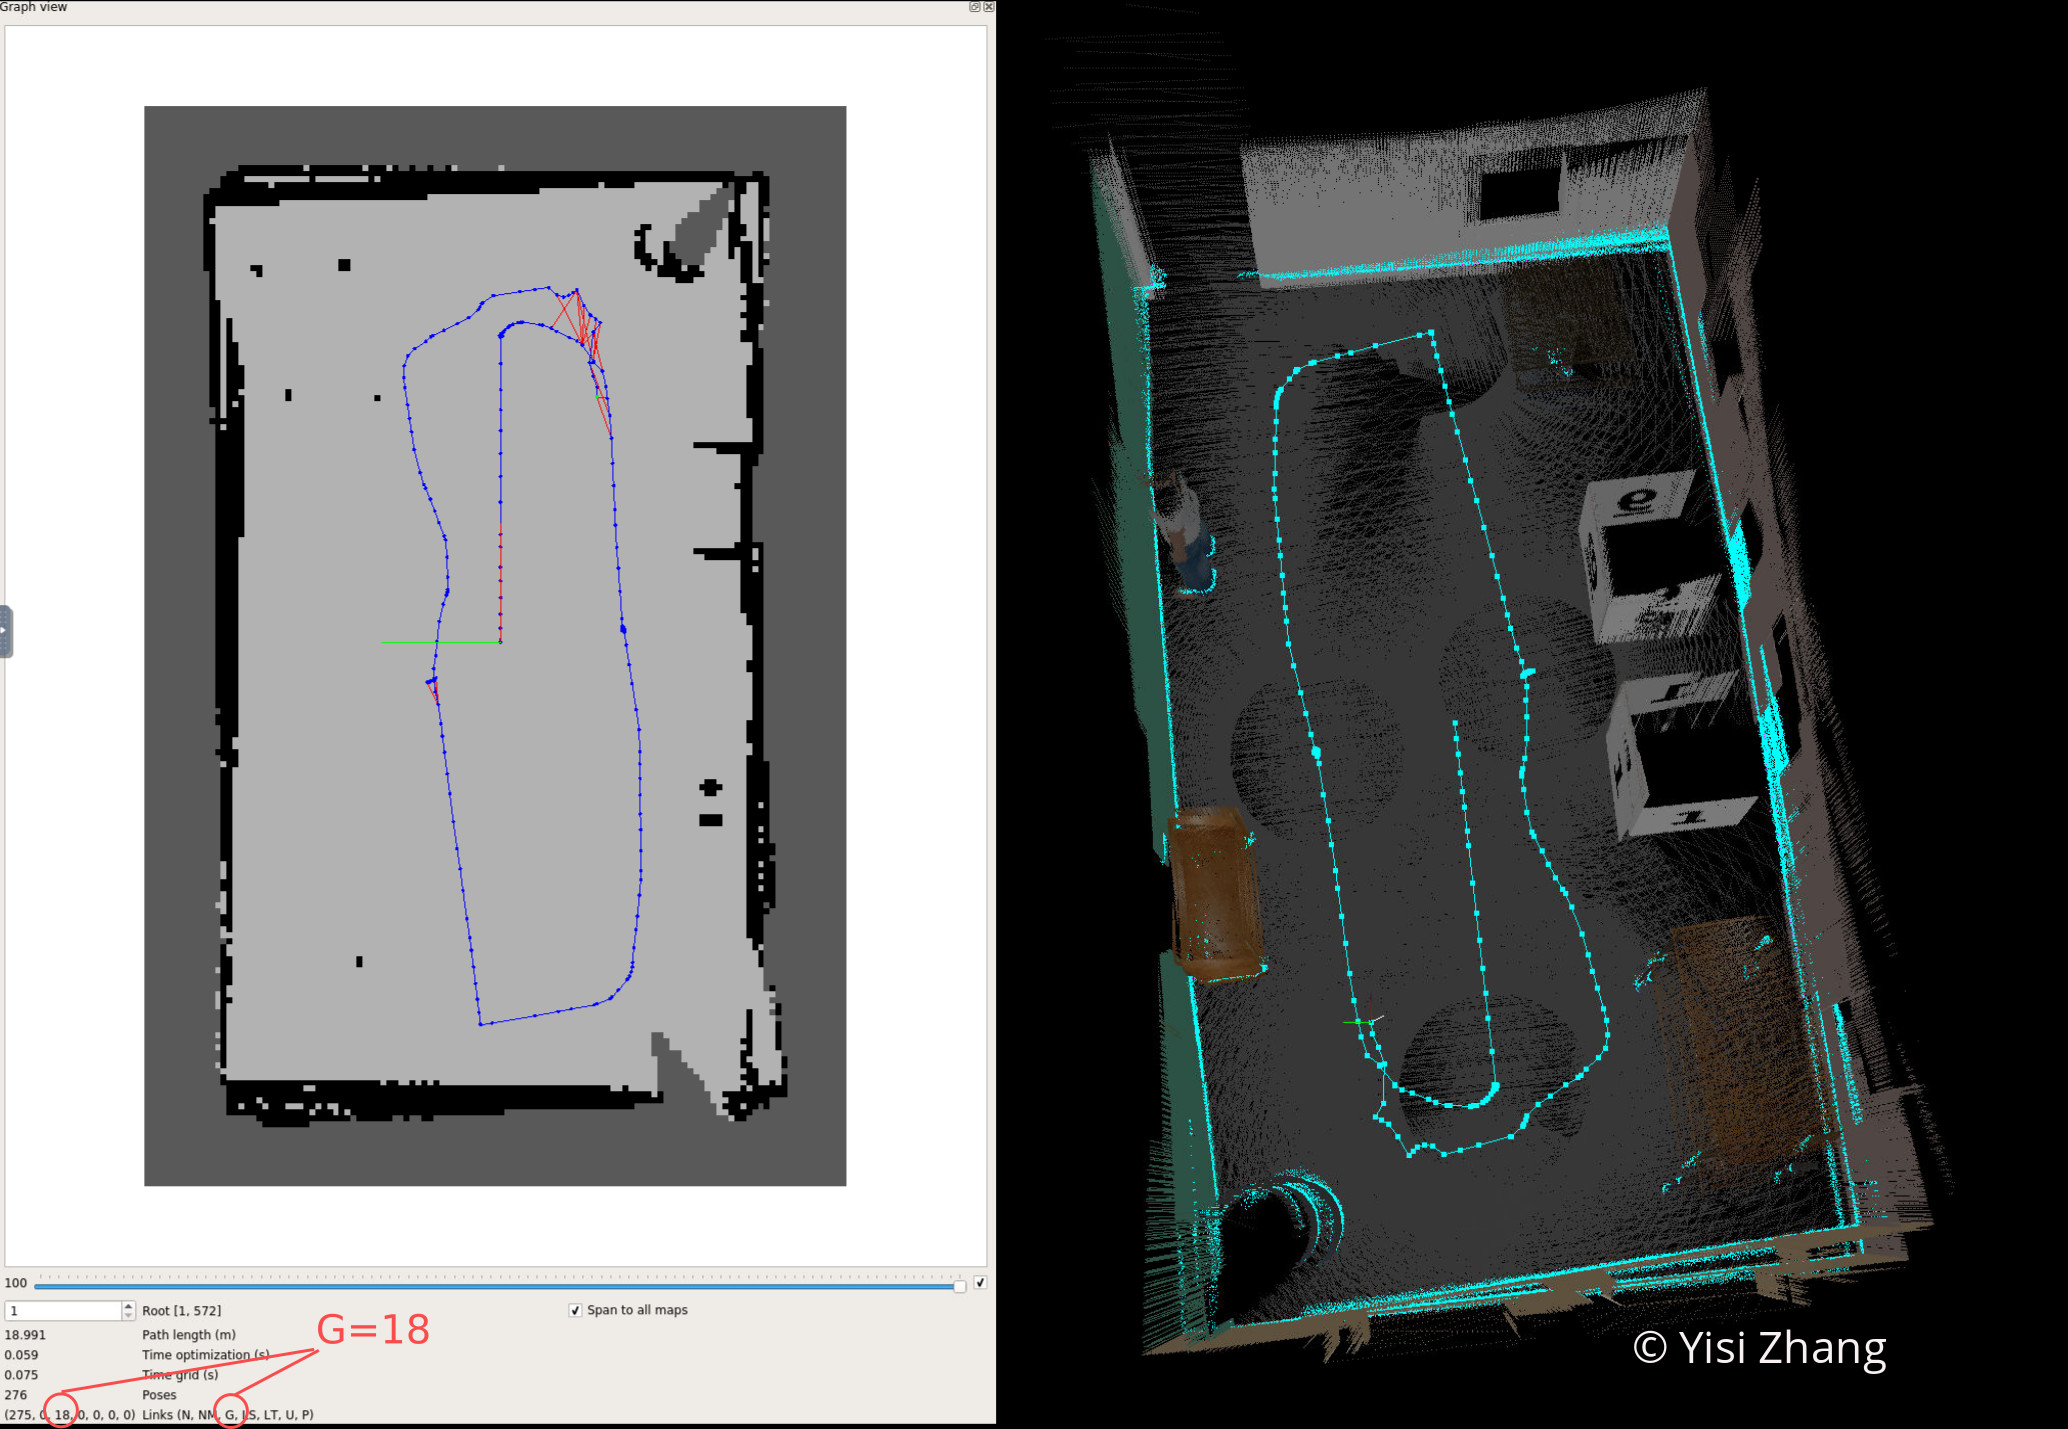 Graph view
100
1
Root [1, 572]
Span to all maps
G=18
18.991 Path length (m)
0.059 Time optimization (s)
0.075 Time grid (s)
276 Poses
(275, 0, 18, 0, 0, 0, 0) Links (N, NM, G, LS, LT, U, P)
e
1
© Yisi Zhang